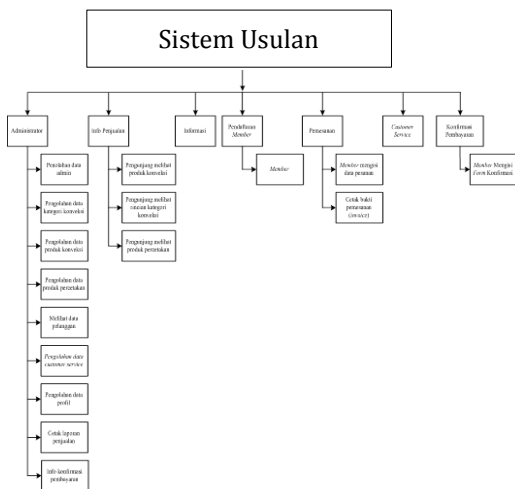 Sistem Usulan
Administrator
Info Penjualan
Informasi
Pendaftaran
Member
Pemesanan
Customer
Service
Konfirmasi
Pembayaran
Pengolahan data
admin
Pengolahan data
kategori konveksi
Pengolahan data
produk konveksi
Pengolahan data
produk percetakan
Melihat data
pelanggan
Pengolahan data
customer service
Pengolahan data
profil
Cetak laporan
penjualan
Info konfirmasi
pembayaran
Pengunjung melihat
produk konveksi
Pengunjung melihat
rincian kategori
konveksi
Pengunjung melihat
produk percetakan
Member
Member mengisi
data pesanan
Cetak bukti
pemesanan
(invoice)
Member Mengisi
Form Konfirmasi